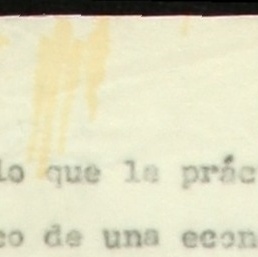 lo que la prác
co de una econ